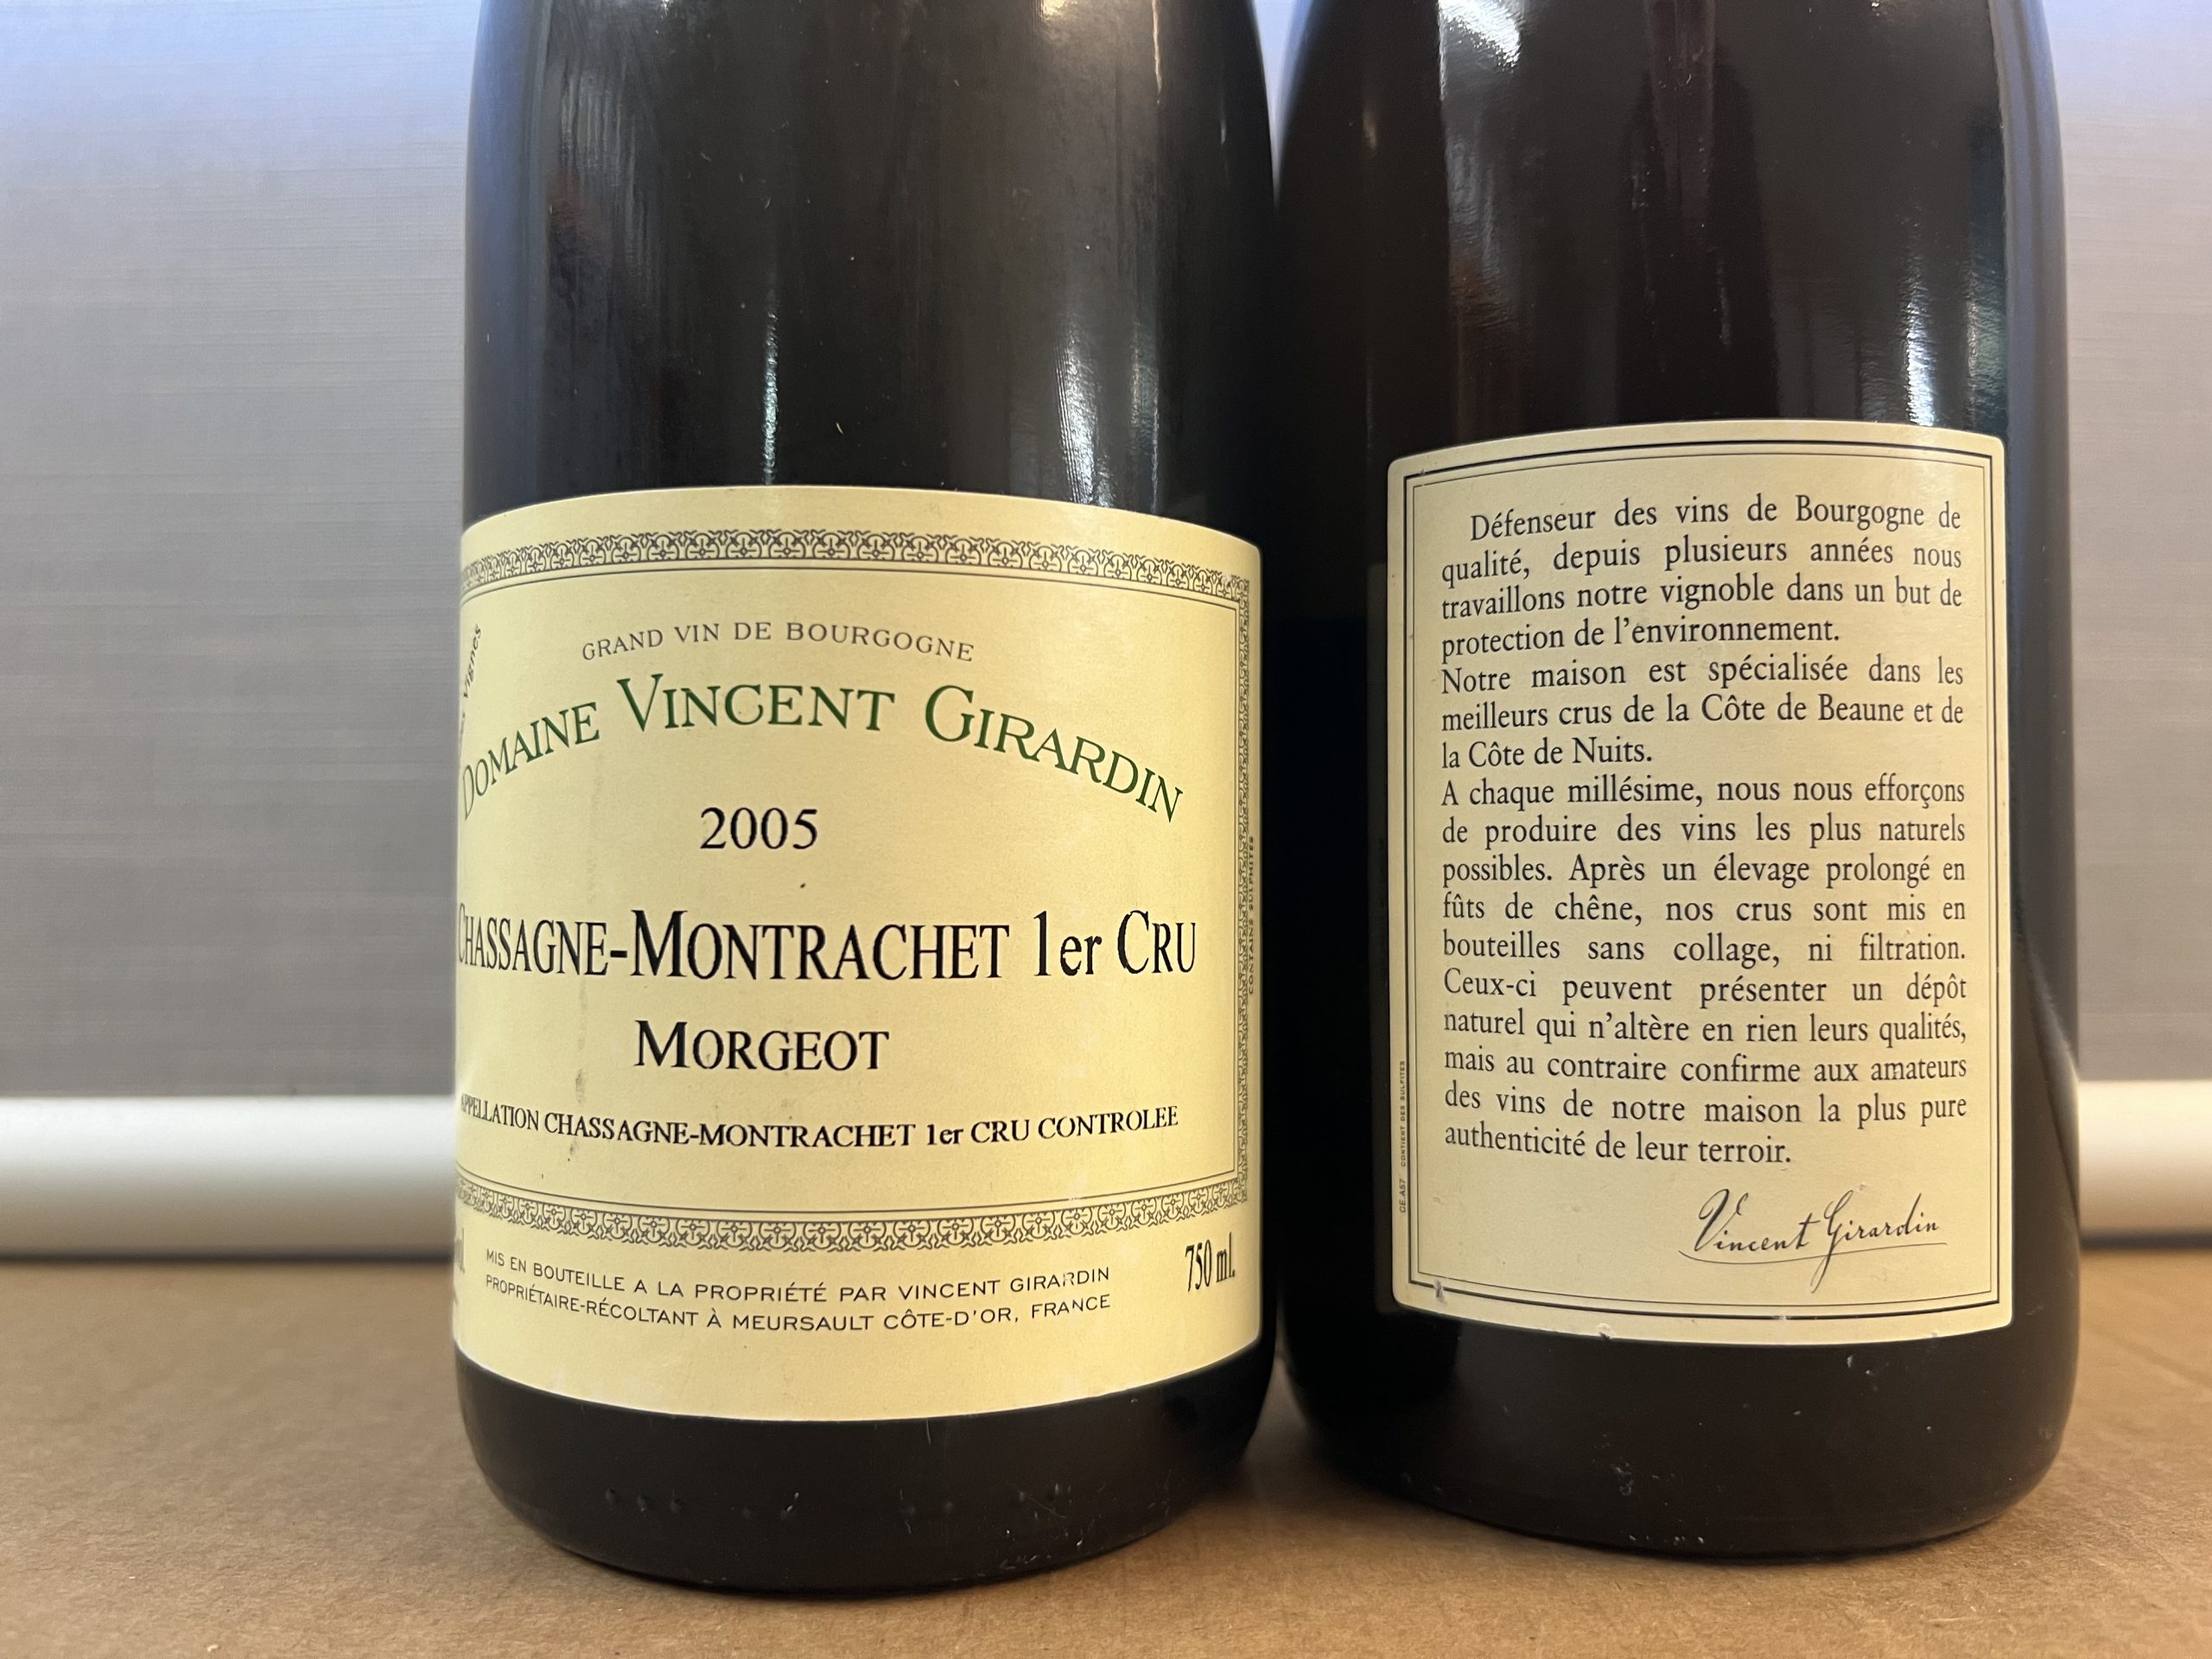 Vignes
GRAND VIN DE BOURGOGNE
DOMAINE VINCENT GIRARDIN
2005
CHASSAGNE-MONTRACHET 1er CRU
MORGEOT
APPELLATION CHASSAGNE-MONTRACHET 1er CRU CONTROLEE
MIS EN BOUTEILLE A LA PROPRIÉTÉ PAR VINCENT GIRARDIN
PROPRIÉTAIRE-RÉCOLTANT À MEURSAULT CÔTE-D'OR, FRANCE
750 ml.
CONTAINS SULPHITES
Défenseur des vins de Bourgogne de
qualité, depuis plusieurs années nous
travaillons notre vignoble dans un but de
protection de l'environnement.
Notre maison est spécialisée dans les
meilleurs crus de la Côte de Beaune et de
la Côte de Nuits.
A chaque millésime, nous nous efforçons
de produire des vins les plus naturels
possibles. Après un élevage prolongé en
fûts de chêne, nos crus sont mis en
bouteilles sans collage, ni filtration.
Ceux-ci peuvent présenter un dépôt
naturel qui n'altère en rien leurs qualités,
mais au contraire confirme aux amateurs
des vins de notre maison la plus pure
authenticité de leur terroir.
Vincent Girardin
CONTIENT DES SULFITES